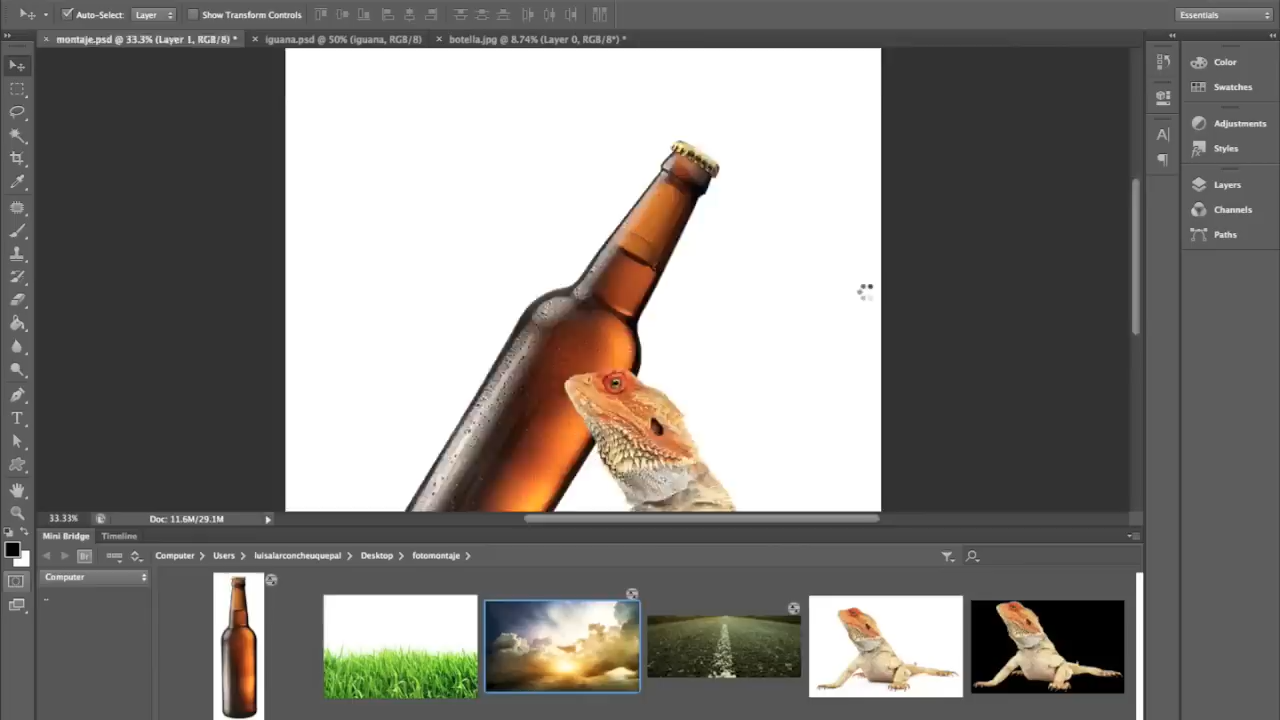 Auto-Select: Layer Show Transform Controls Essentials
× montaje.psd @ 33.3% (Layer 1, RGB/8) * × iguana.psd @ 50% (iguana, RGB/8) × botella.jpg @ 8.74% (Layer 0, RGB/8*) *
Color
Swatches
Adjustments
Styles
Layers
Channels
Paths
A
T
33.33% Doc: 11.6M/29.1M
Mini Bridge Timeline
Br Computer Users luisalarconcheuquepal Desktop fotomontaje
Computer
..